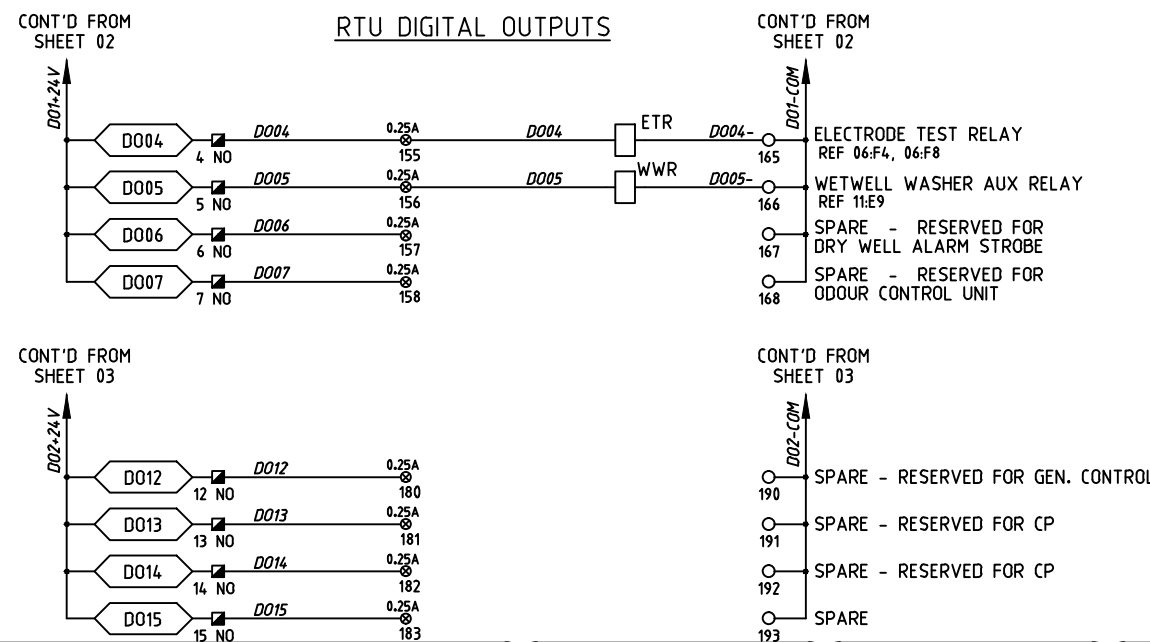 RTU DIGITAL OUTPUTS
CONT'D FROM
SHEET 02
CONT'D FROM
SHEET 02
DO1+24V
DO1-COM
DO04
4 NO
DO04
0.25A
155
DO04
ETR
DO04-
165
ELECTRODE TEST RELAY
REF 06:F4, 06:F8
DO05
5 NO
DO05
0.25A
156
DO05
WWR
DO05-
166
WETWELL WASHER AUX RELAY
REF 11:E9
DO06
6 NO
DO06
0.25A
157
167
SPARE - RESERVED FOR
DRY WELL ALARM STROBE
DO07
7 NO
DO07
0.25A
158
168
SPARE - RESERVED FOR
ODOUR CONTROL UNIT
CONT'D FROM
SHEET 03
CONT'D FROM
SHEET 03
DO2+24V
DO2-COM
DO12
12 NO
DO12
0.25A
180
190
SPARE - RESERVED FOR GEN. CONTROL
DO13
13 NO
DO13
0.25A
181
191
SPARE - RESERVED FOR CP
DO14
14 NO
DO14
0.25A
182
192
SPARE - RESERVED FOR CP
DO15
15 NO
DO15
0.25A
183
193
SPARE